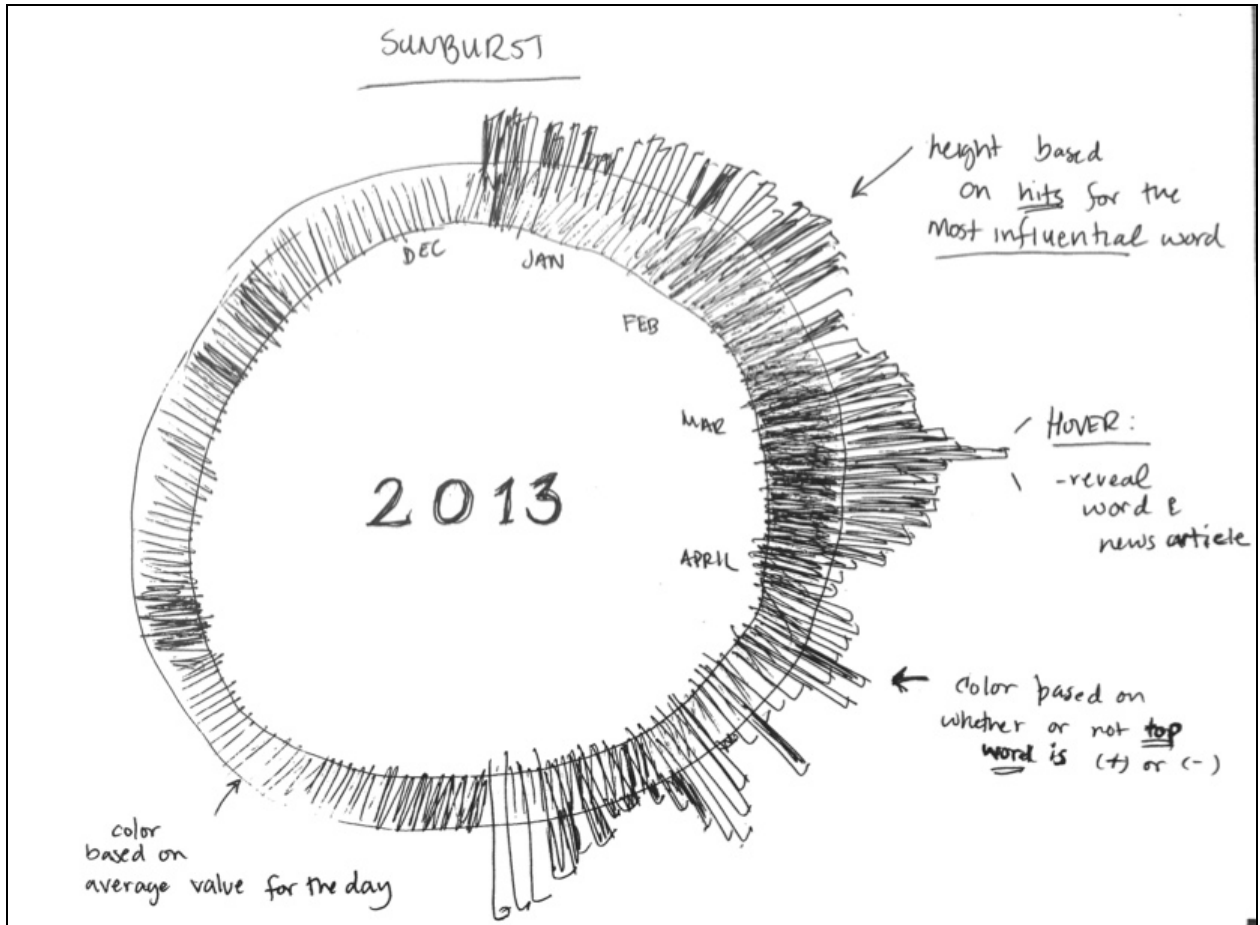 SUNBURST
height based
on hits for the
most influential word
DEC
JAN
FEB
MAR
HOVER:
-reveal
word &
news article
2013
APRIL
color based on
whether or not top
word is (+) or (-)
color
based on
average value for the day